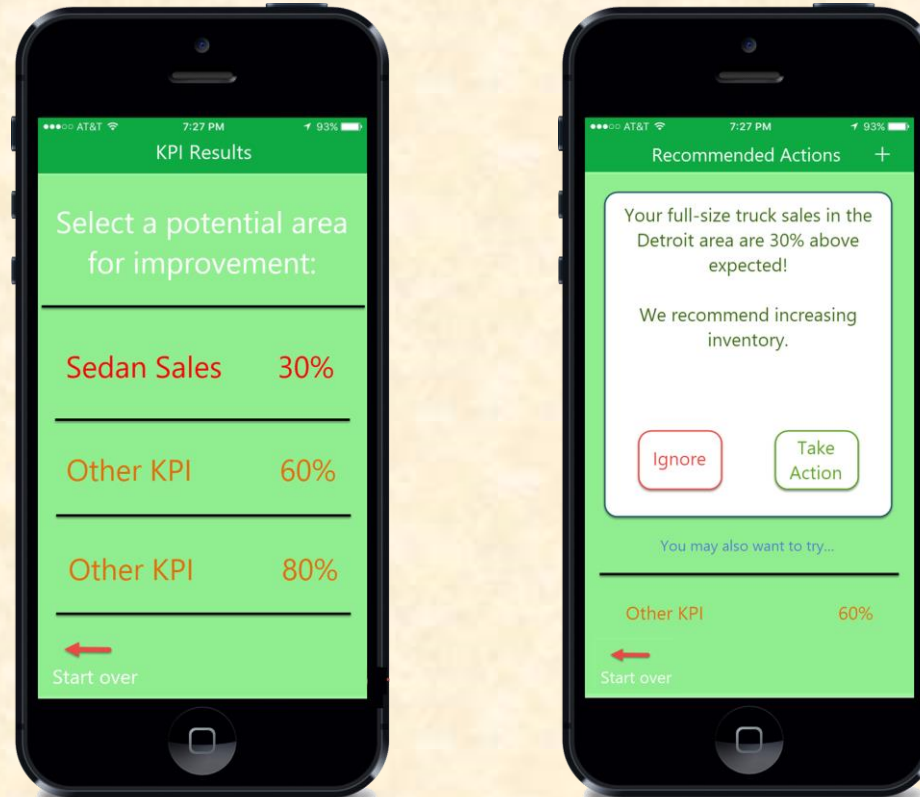 AT&T 7:27 PM 93%
KPI Results
Select a potential area
for improvement:
Sedan Sales 30%
Other KPI 60%
Other KPI 80%
Start over
AT&T 7:27 PM 93%
Recommended Actions +
Your full-size truck sales in the
Detroit area are 30% above
expected!
We recommend increasing
inventory.
Ignore
Take
Action
You may also want to try...
Other KPI 60%
Start over